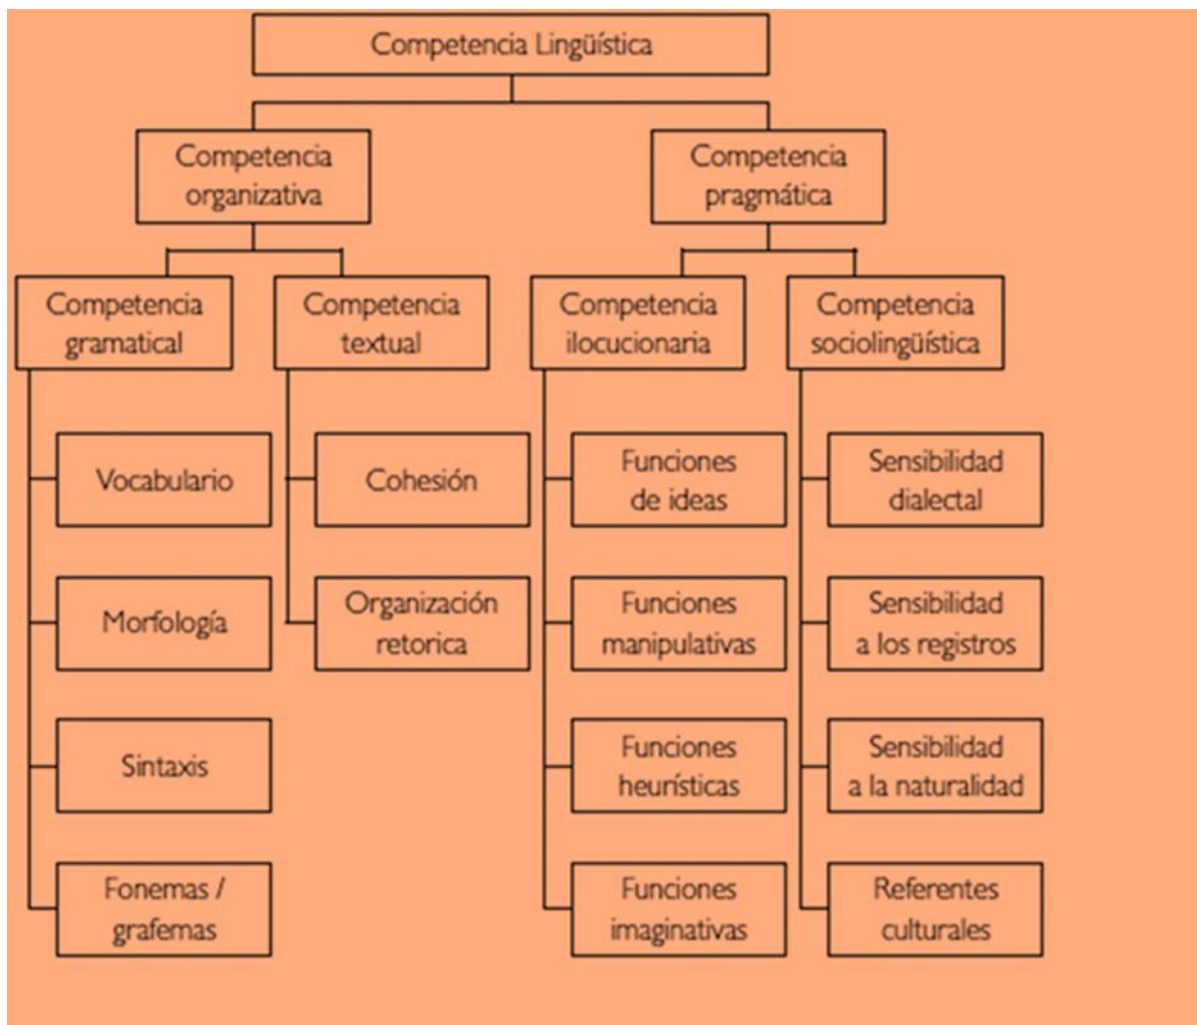 Competencia Lingüística
Competencia
organizativa
Competencia
pragmática
Competencia
gramatical
Competencia
textual
Competencia
ilocucionaria
Competencia
sociolingüística
Vocabulario
Cohesión
Funciones
de ideas
Sensibilidad
dialectal
Morfología
Organización
retorica
Funciones
manipulativas
Sensibilidad
a los registros
Sintaxis
Funciones
heurísticas
Sensibilidad
a la naturalidad
Fonemas /
grafemas
Funciones
imaginativas
Referentes
culturales